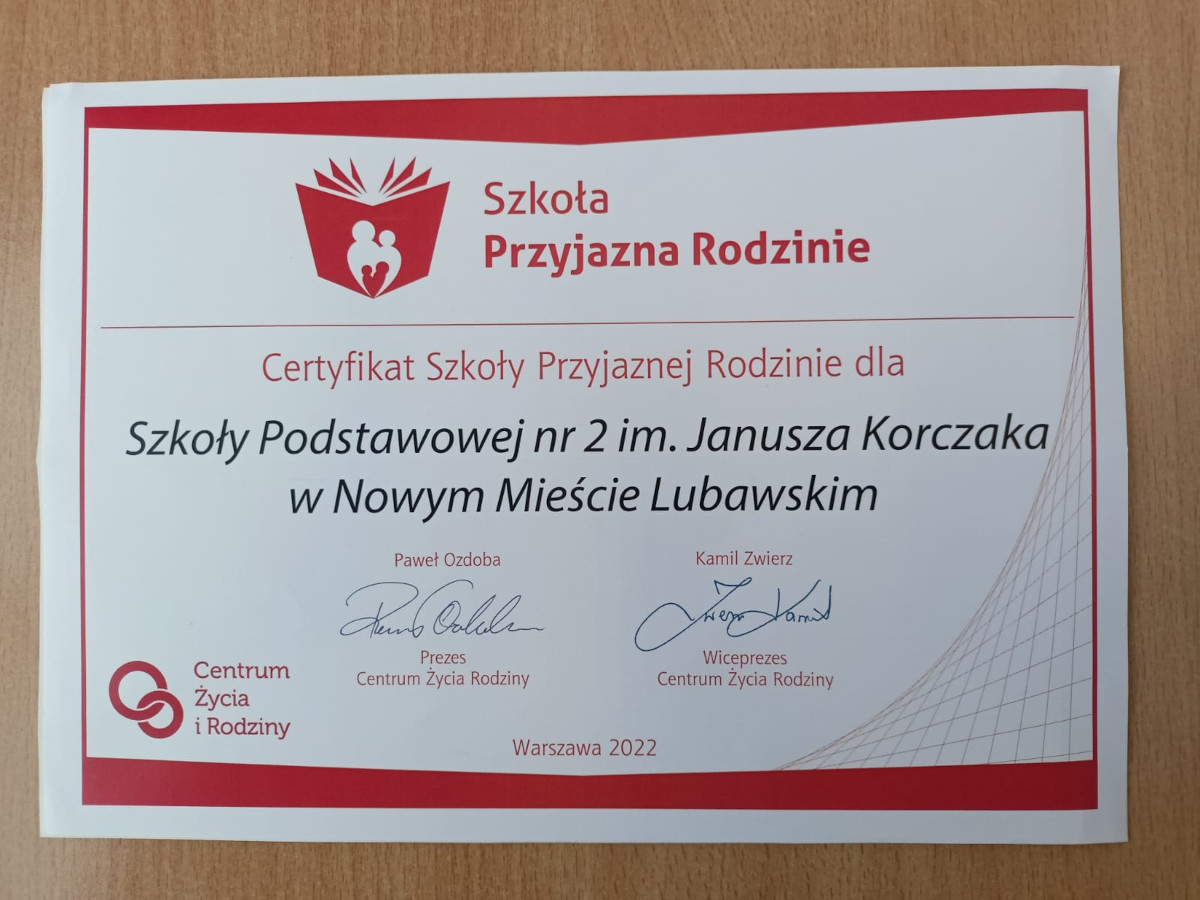 Szkoła
Przyjazna Rodzinie
Certyfikat Szkoły Przyjaznej Rodzinie dla
Szkoły Podstawowej nr 2 im. Janusza Korczaka
w Nowym Mieście Lubawskim
Paweł Ozdoba
Prezes
Centrum Życia Rodziny
Kamil Zwierz
Wiceprezes
Centrum Życia Rodziny
Centrum
Życia
i Rodziny
Warszawa 2022